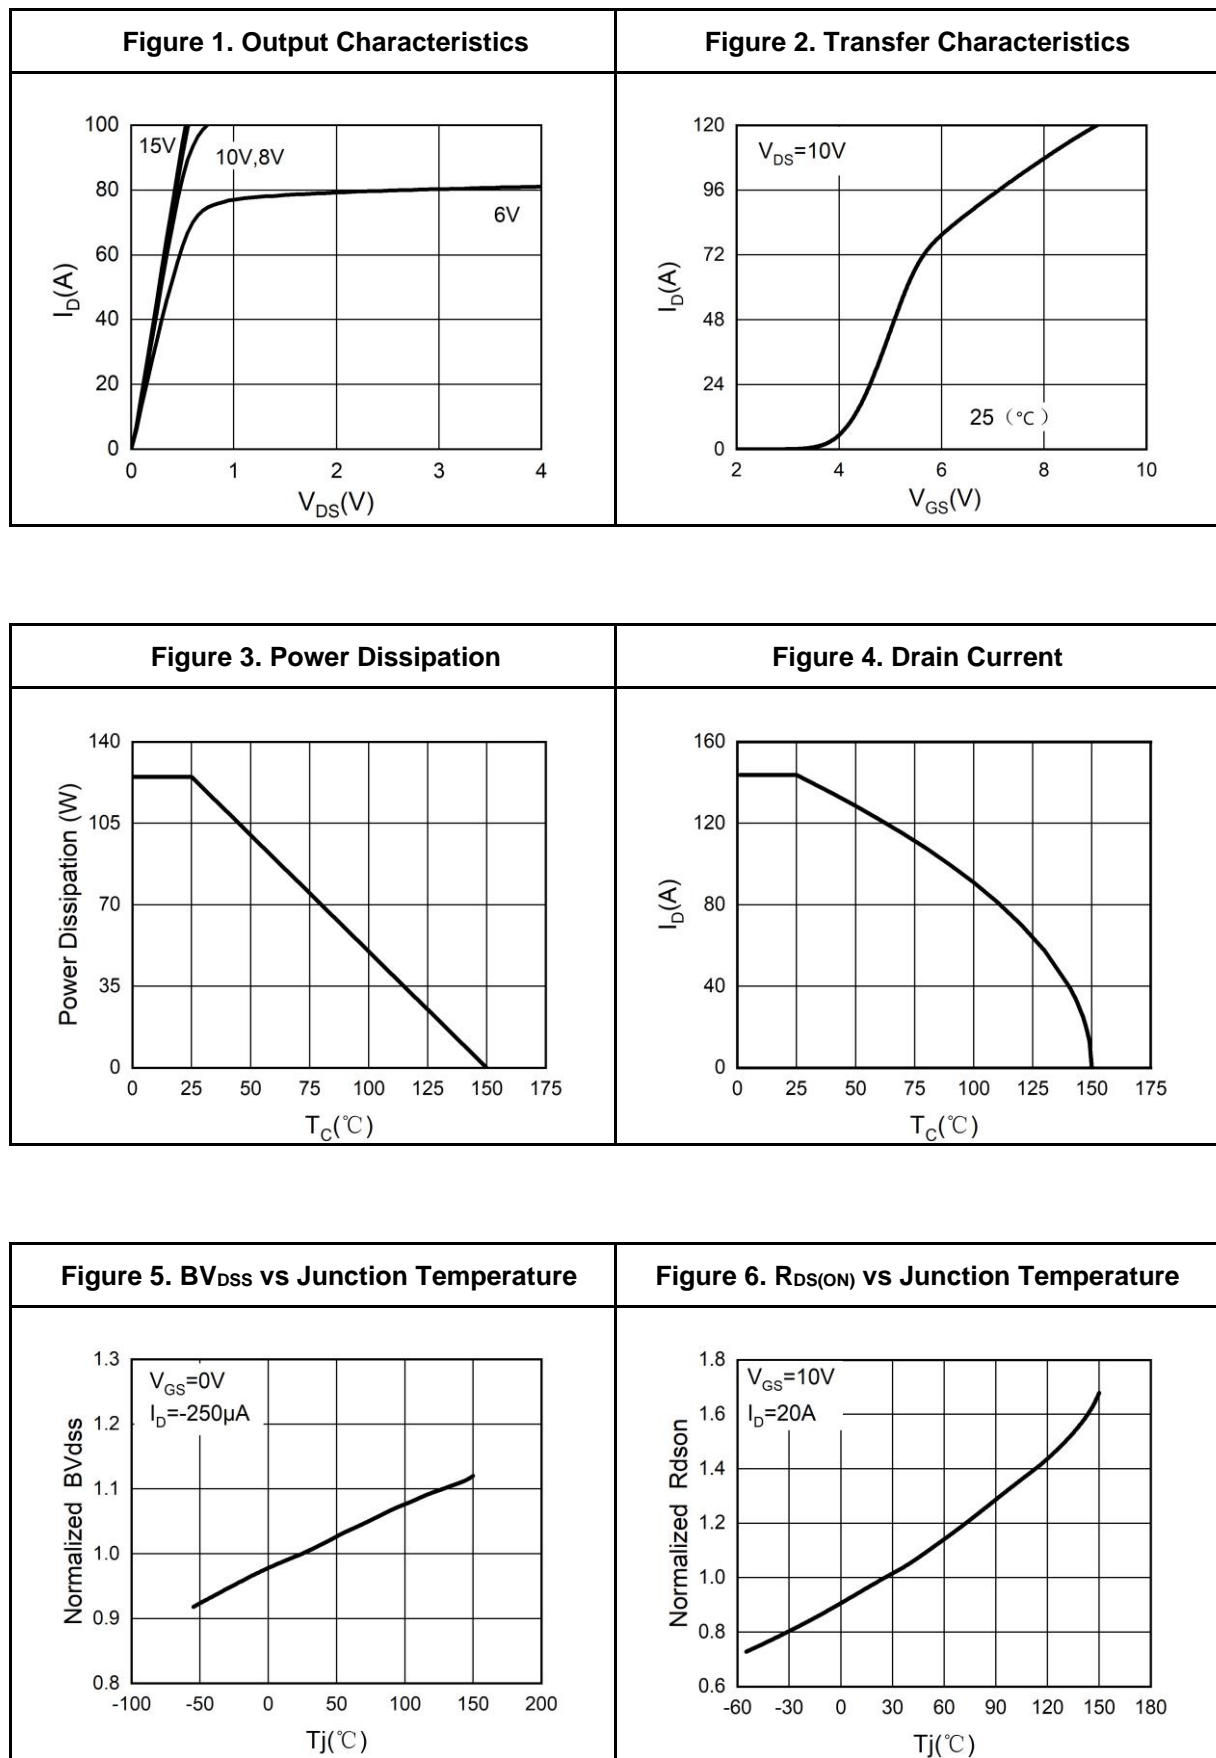 Figure 1. Output Characteristics
Figure 2. Transfer Characteristics
100
80
60
40
20
0
I_D(A)
15V
10V,8V
6V
0 1 2 3 4
V_DS(V)
120
96
72
48
24
0
I_D(A)
V_DS=10V
25 (℃)
2 4 6 8 10
V_GS(V)
Figure 3. Power Dissipation
Figure 4. Drain Current
140
105
70
35
0
Power Dissipation (W)
0 25 50 75 100 125 150 175
T_C(℃)
160
120
80
40
0
I_D(A)
0 25 50 75 100 125 150 175
T_C(℃)
Figure 5. BV_DSS vs Junction Temperature
Figure 6. R_DS(ON) vs Junction Temperature
1.3
1.2
1.1
1.0
0.9
0.8
Normalized BVdss
V_GS=0V
I_D=-250µA
-100 -50 0 50 100 150 200
Tj(℃)
1.8
1.6
1.4
1.2
1.0
0.8
0.6
Normalized Rdson
V_GS=10V
I_D=20A
-60 -30 0 30 60 90 120 150 180
Tj(℃)